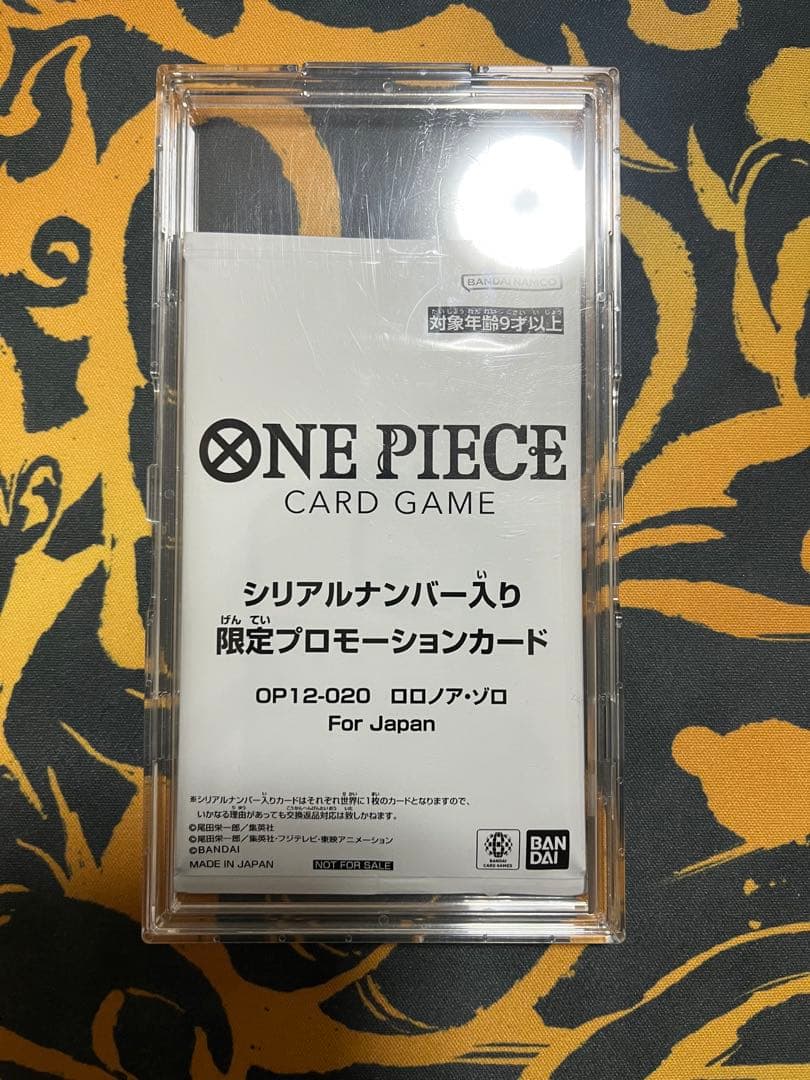 BANDAI NAMCO
対象年齢9才以上
ONE PIECE
CARD GAME
シリアルナンバー入り
限定プロモーションカード
OP12-020 ロロノア・ゾロ
For Japan
※シリアルナンバー入りカードはそれぞれ世界に1枚のカードとなりますので、
いかなる理由があっても交換返品対応は致しかねます。
©尾田栄一郎／集英社
©尾田栄一郎／集英社・フジテレビ・東映アニメーション
©BANDAI
MADE IN JAPAN NOT FOR SALE
BANDAI
CARD GAMES
BAN
DAI